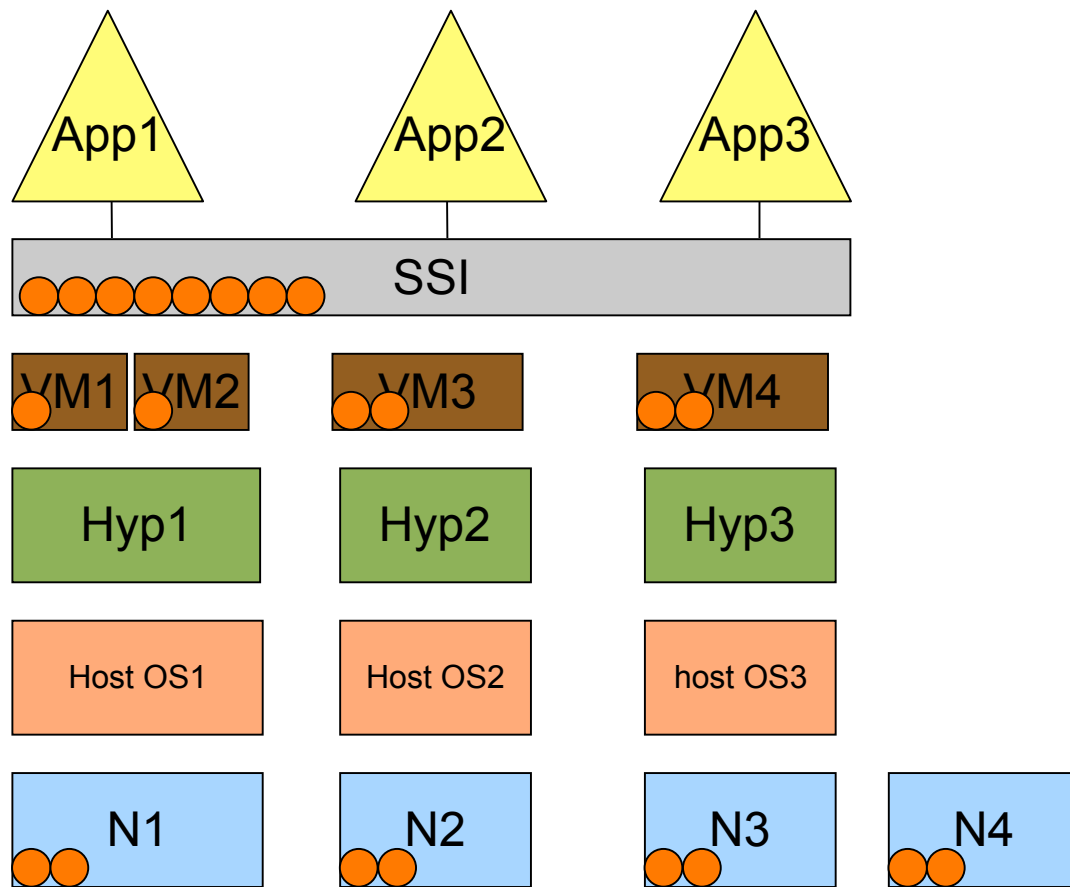 App1
App2
App3
SSI
VM1
VM2
VM3
VM4
Hyp1
Hyp2
Hyp3
Host OS1
Host OS2
host OS3
N1
N2
N3
N4